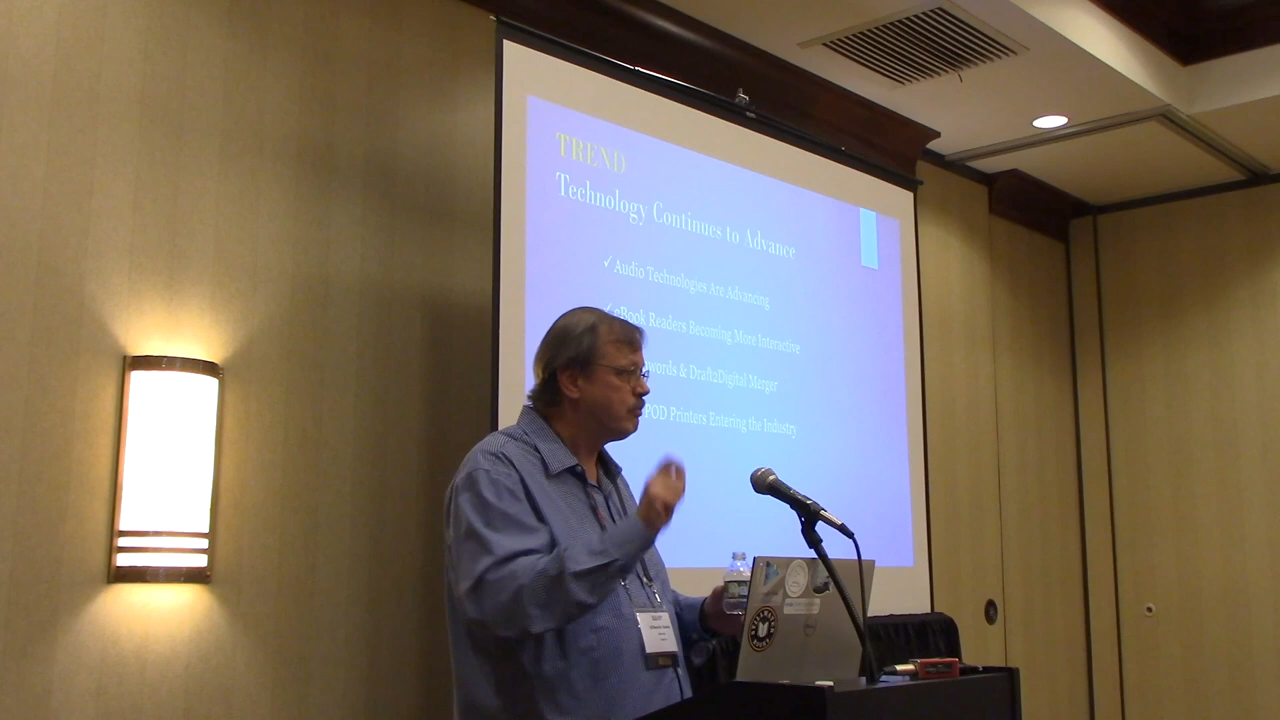 TREND
Technology Continues to Advance
✓ Audio Technologies Are Advancing
✓ eBook Readers Becoming More Interactive
words & Draft2Digital Merger
POD Printers Entering the Industry